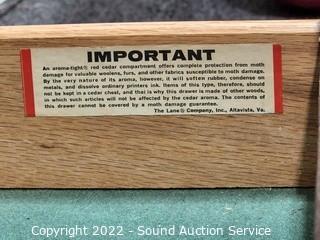 IMPORTANT
An aroma-tight® red cedar compartment offers complete protection from moth
damage for valuable woolens, furs, and other fabrics susceptible to moth damage.
By the very nature of its aroma, however, it will soften rubber, condense on
metals, and dissolve ordinary printers ink. Items of this type, therefore, should
not be kept in a cedar chest, and that is why this drawer is made of other woods,
in which such articles will not be affected by the cedar aroma. The contents of
this drawer cannot be covered by a moth damage guarantee.
The Lane® Company, Inc., Altavista, Va.
Copyright 2022 - Sound Auction Service